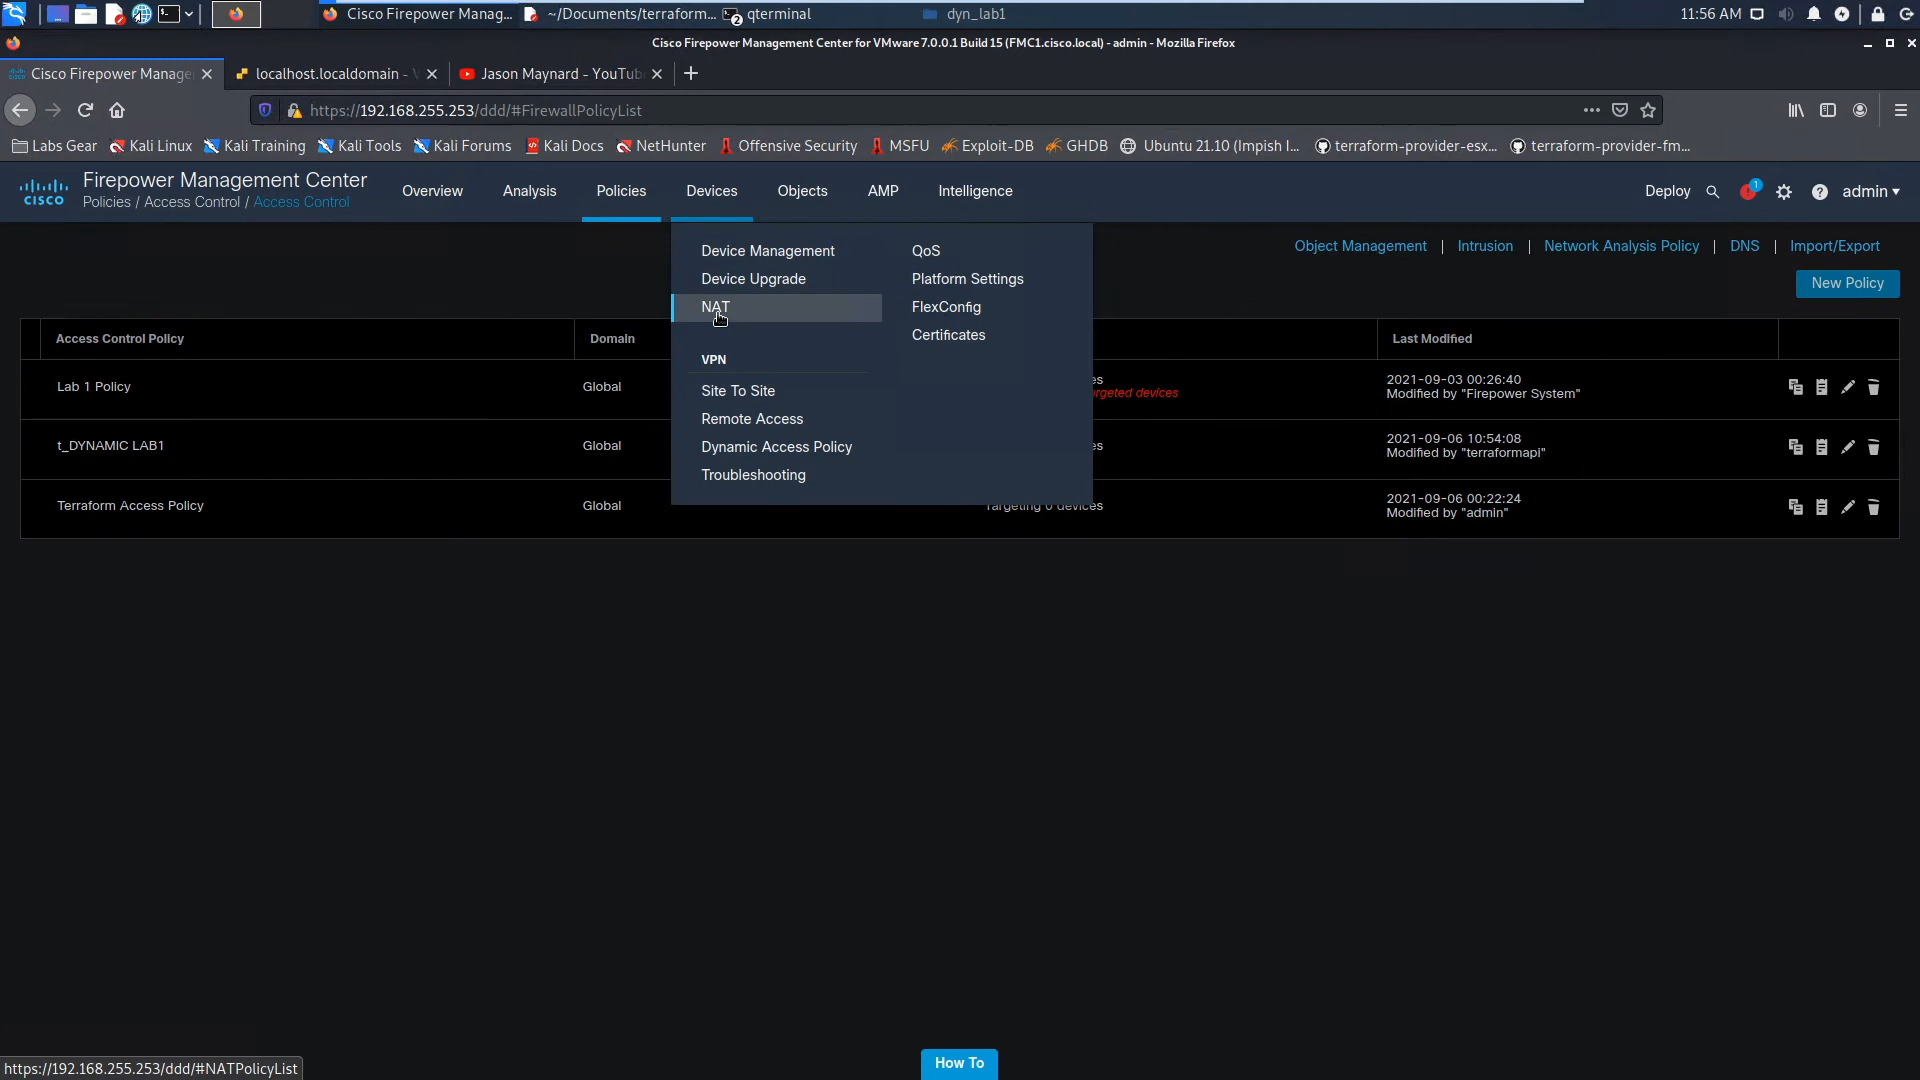 Cisco Firepower Manag...
~/Documents/terraform...
2
qterminal
dyn_lab1
11:56 AM
Cisco Firepower Management Center for VMware 7.0.0.1 Build 15 (FMC1.cisco.local) - admin - Mozilla Firefox
Cisco Firepower Manage
localhost.localdomain -
Jason Maynard - YouTub
https://192.168.255.253/ddd/#FirewallPolicyList
Labs Gear
Kali Linux
Kali Training
Kali Tools
Kali Forums
Kali Docs
NetHunter
Offensive Security
MSFU
Exploit-DB
GHDB
Ubuntu 21.10 (Impish I...
terraform-provider-esx...
terraform-provider-fm...
CISCO
Firepower Management Center
Policies / Access Control / Access Control
Overview
Analysis
Policies
Devices
Objects
AMP
Intelligence
Deploy
1
admin
Object Management | Intrusion | Network Analysis Policy | DNS | Import/Export
New Policy
Device Management
Device Upgrade
NAT
VPN
Site To Site
Remote Access
Dynamic Access Policy
Troubleshooting
QoS
Platform Settings
FlexConfig
Certificates
Access Control Policy
Domain
Last Modified
Lab 1 Policy
Global
es
rgeted devices
2021-09-03 00:26:40
Modified by "Firepower System"
t_DYNAMIC LAB1
Global
es
2021-09-06 10:54:08
Modified by "terraformapi"
Terraform Access Policy
Global
Targeting 0 devices
2021-09-06 00:22:24
Modified by "admin"
https://192.168.255.253/ddd/#NATPolicyList
How To